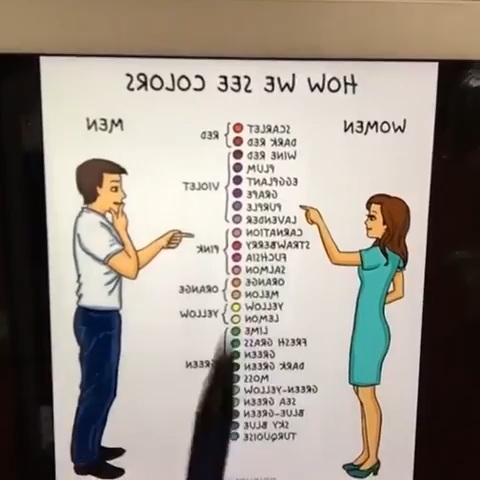 HOW WE SEE COLORS
WOMEN
MEN
SCARLET
DARK RED
RED
WINE RED
PLUM
EGGPLANT
GRAPE
PURPLE
LAVENDER
VIOLET
CARNATION
STRAWBERRY
FUCHSIA
SALMON
PINK
ORANGE
MELON
ORANGE
YELLOW
LEMON
YELLOW
LIME
FRESH GRASS
GREEN
DARK GREEN
MOSS
GREEN-YELLOW
SEA GREEN
BLUE-GREEN
SKY BLUE
TURQUOISE
GREEN